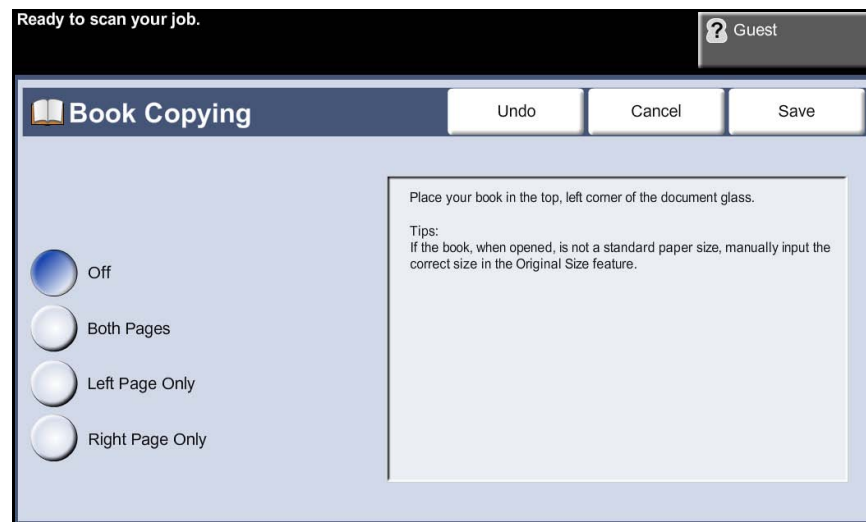 Ready to scan your job.
Guest
Book Copying
Undo
Cancel
Save
Place your book in the top, left corner of the document glass.
Tips:
If the book, when opened, is not a standard paper size, manually input the
correct size in the Original Size feature.
Off
Both Pages
Left Page Only
Right Page Only